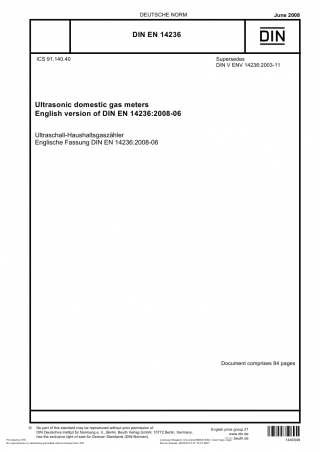 DEUTSCHE NORM
June 2008
DIN EN 14236
DIN
ICS 91.140.40
Supersedes
DIN V ENV 14236:2003-11
Ultrasonic domestic gas meters
English version of DIN EN 14236:2008-06
Ultraschall-Haushaltsgaszähler
Englische Fassung DIN EN 14236:2008-06
Document comprises 84 pages
© No part of this standard may be reproduced without prior permission of
DIN Deutsches Institut für Normung e. V., Berlin. Beuth Verlag GmbH, 10772 Berlin, Germany,
has the exclusive right of sale for German Standards (DIN-Normen).
English price group 27
www.din.de
www.beuth.de